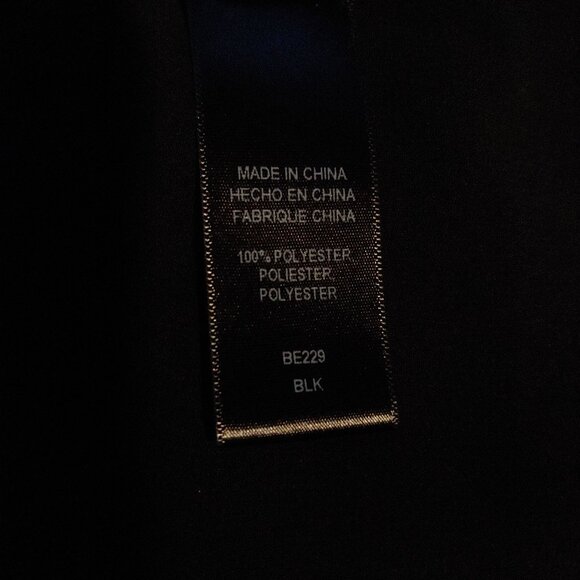 MADE IN CHINA
HECHO EN CHINA
FABRIQUE CHINA
100% POLYESTER
POLIESTER
POLYESTER
BE229
BLK